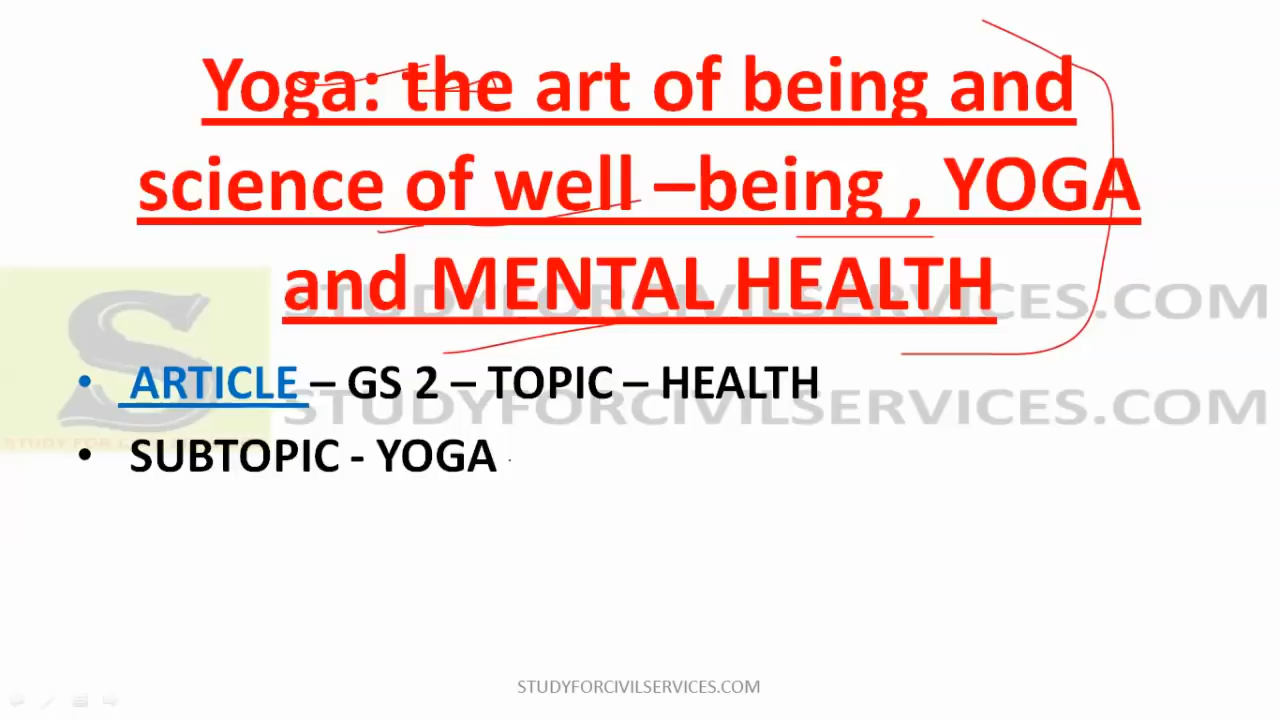 Yoga: the art of being and
science of well –being , YOGA
and MENTAL HEALTH
STUDYFORCIVILSERVICES.COM
• ARTICLE – GS 2 – TOPIC – HEALTH
STUDYFORCIVILSERVICES.COM
• SUBTOPIC - YOGA
STUDYFORCIVILSERVICES.COM